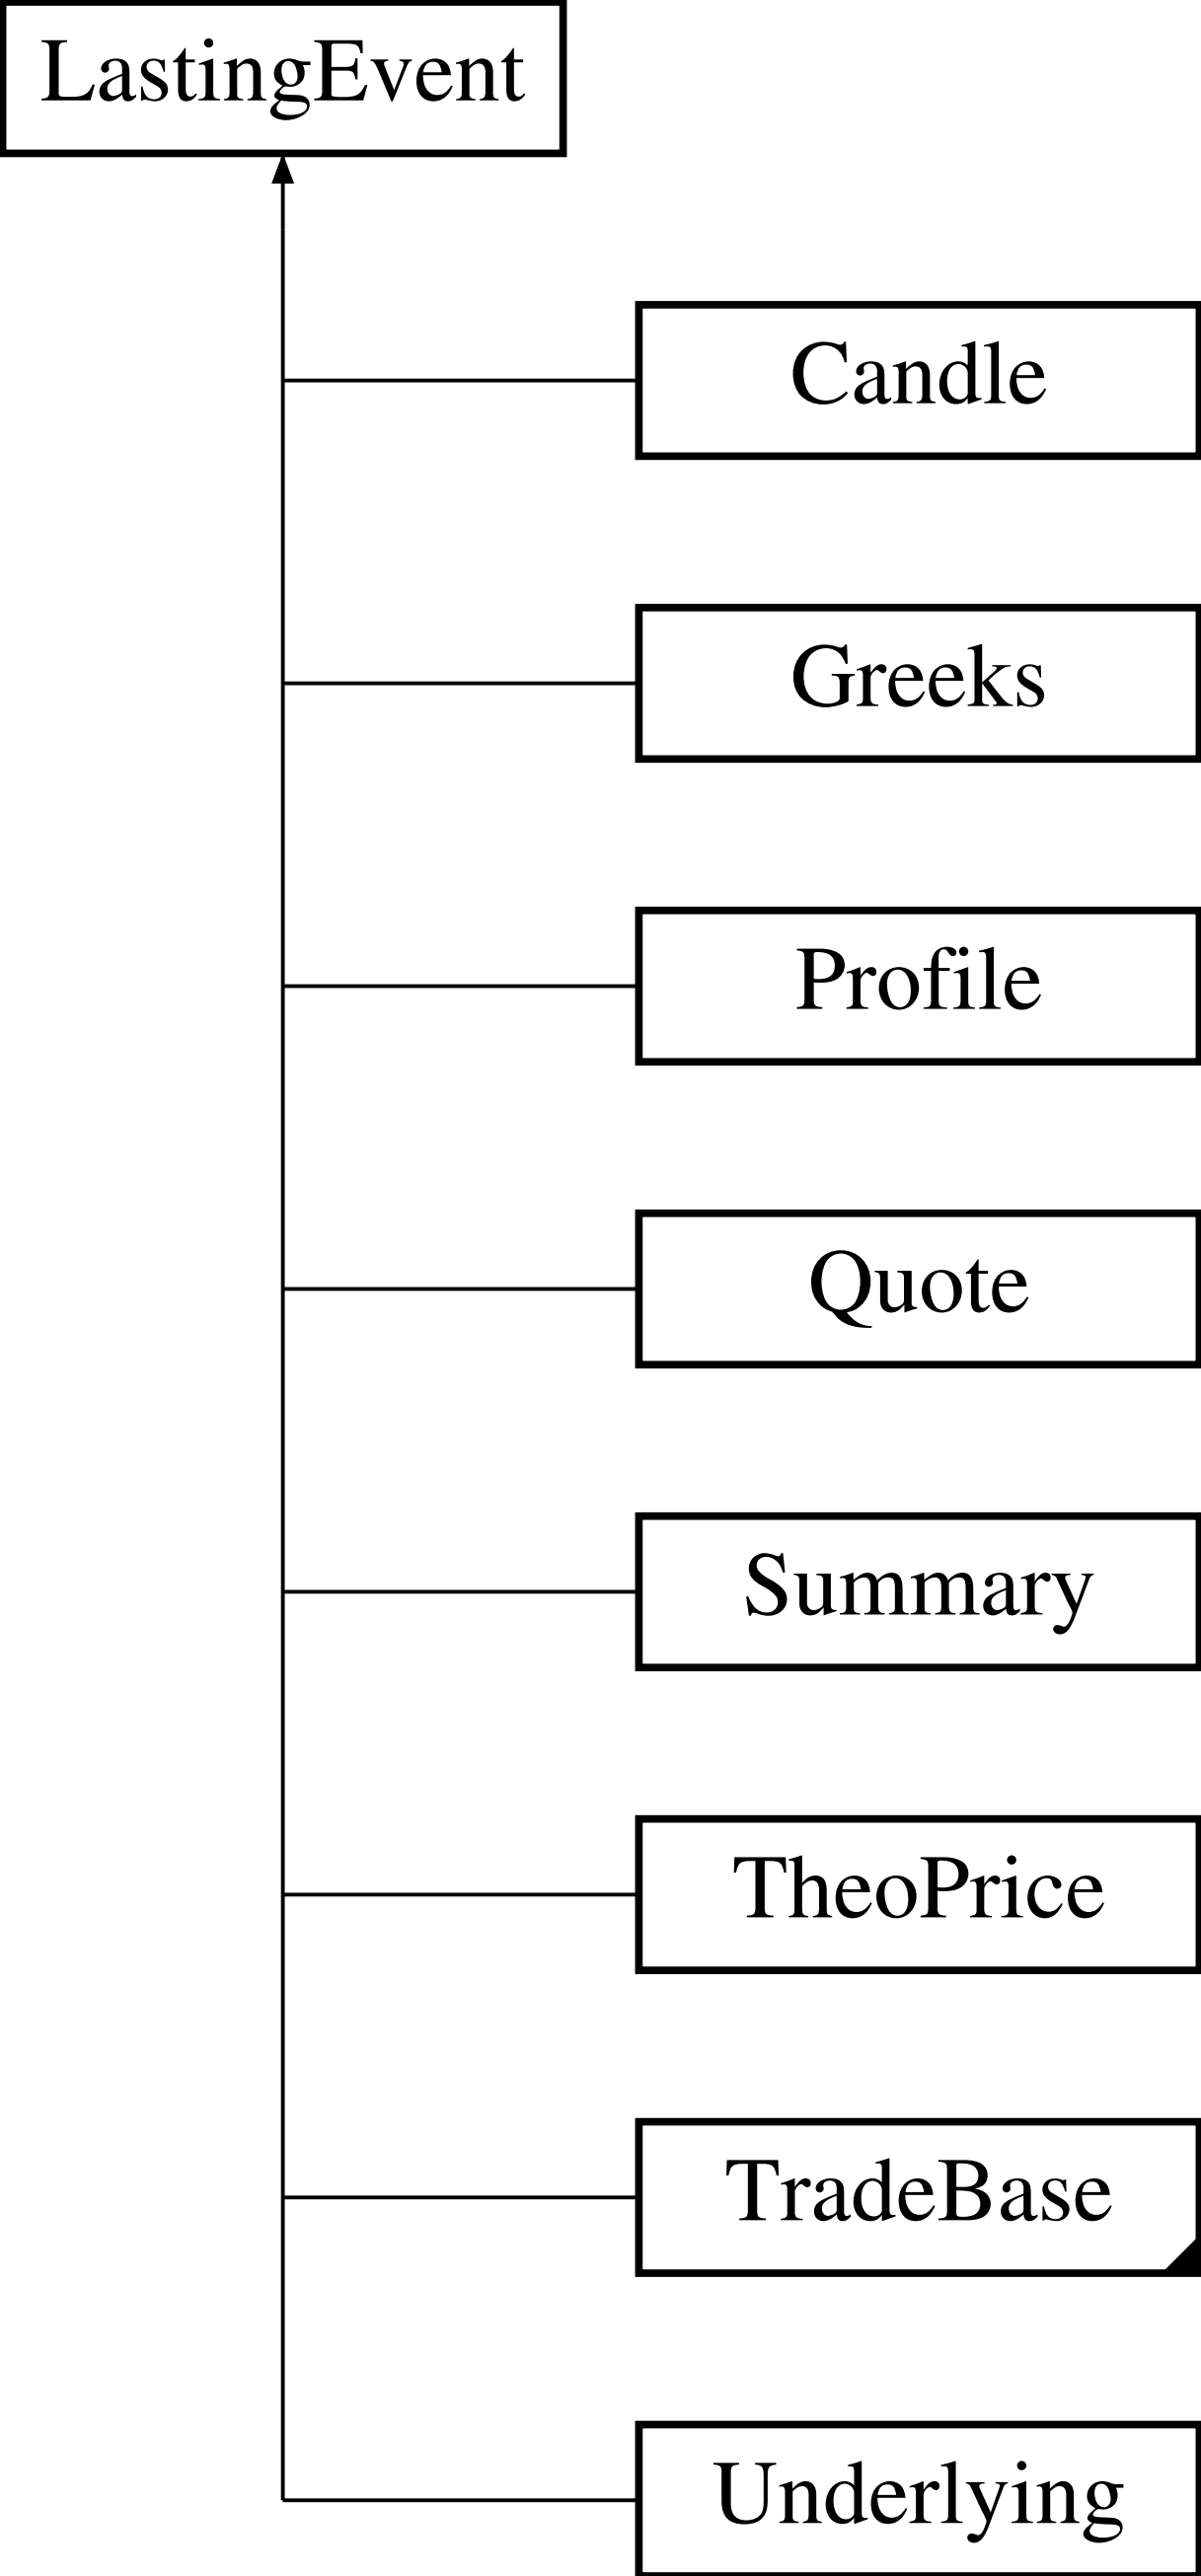 LastingEvent
Candle
Greeks
Profile
Quote
Summary
TheoPrice
TradeBase
Underlying